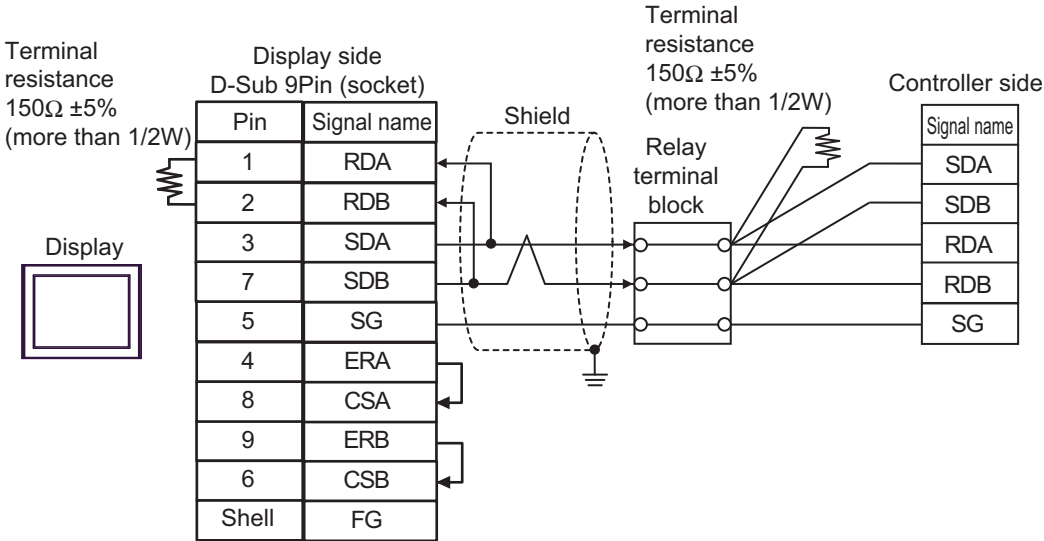 Terminal
resistance
150Ω ±5%
(more than 1/2W)
Display side
D-Sub 9Pin (socket)
Pin Signal name
1 RDA
2 RDB
3 SDA
7 SDB
5 SG
4 ERA
8 CSA
9 ERB
6 CSB
Shell FG
Display
Shield
Relay
terminal
block
Terminal
resistance
150Ω ±5%
(more than 1/2W)
Controller side
Signal name
SDA
SDB
RDA
RDB
SG